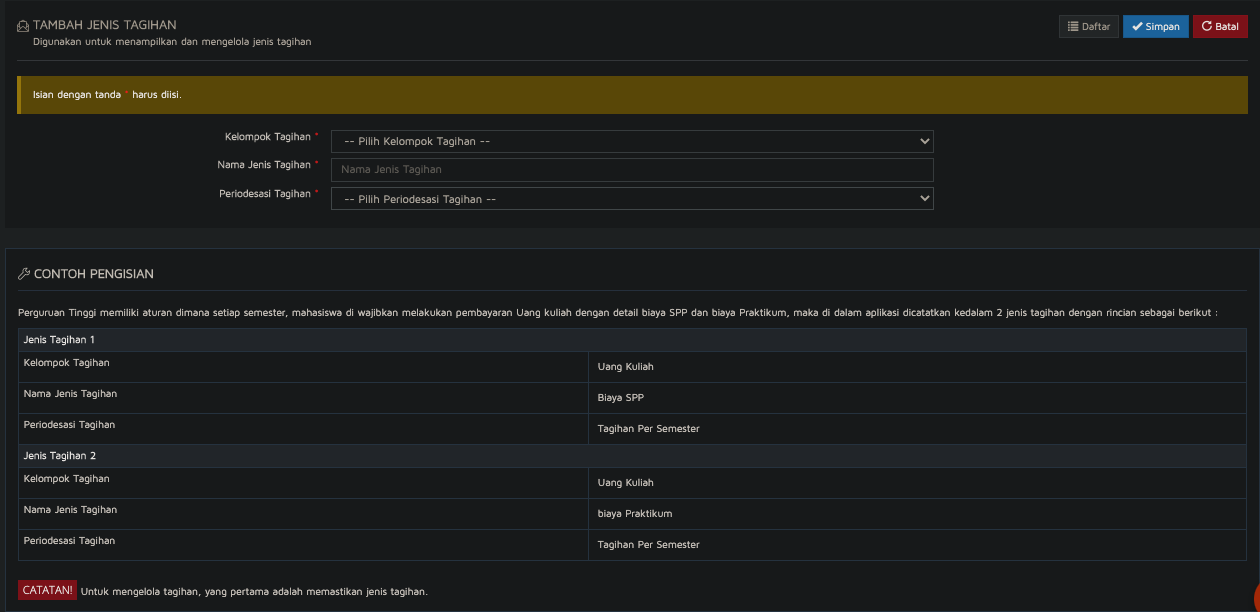 TAMBAH JENIS TAGIHAN
Digunakan untuk menampilkan dan mengelola jenis tagihan
Daftar
Simpan
Batal
Isian dengan tanda * harus diisi.
Kelompok Tagihan *
-- Pilih Kelompok Tagihan --
Nama Jenis Tagihan *
Nama Jenis Tagihan
Periodesasi Tagihan *
-- Pilih Periodesasi Tagihan --
CONTOH PENGISIAN
Perguruan Tinggi memiliki aturan dimana setiap semester, mahasiswa di wajibkan melakukan pembayaran Uang kuliah dengan detail biaya SPP dan biaya Praktikum, maka di dalam aplikasi dicatatkan kedalam 2 jenis tagihan dengan rincian sebagai berikut :
Jenis Tagihan 1
Kelompok Tagihan
Uang Kuliah
Nama Jenis Tagihan
Biaya SPP
Periodesasi Tagihan
Tagihan Per Semester
Jenis Tagihan 2
Kelompok Tagihan
Uang Kuliah
Nama Jenis Tagihan
biaya Praktikum
Periodesasi Tagihan
Tagihan Per Semester
CATATAN! Untuk mengelola tagihan, yang pertama adalah memastikan jenis tagihan.